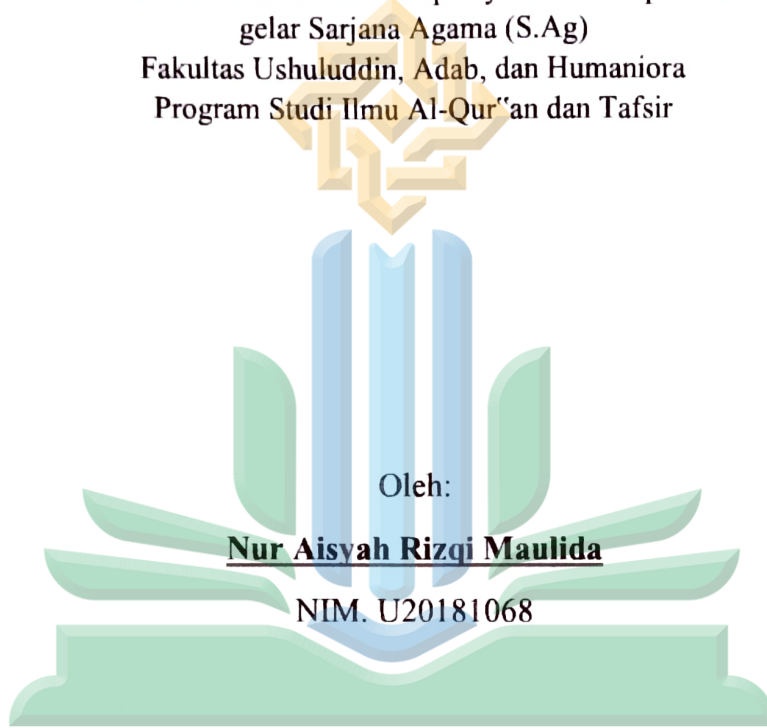 gelar Sarjana Agama (S.Ag)
Fakultas Ushuluddin, Adab, dan Humaniora
Program Studi Ilmu Al-Qur‟an dan Tafsir
Oleh:
Nur Aisyah Rizqi Maulida
NIM. U20181068